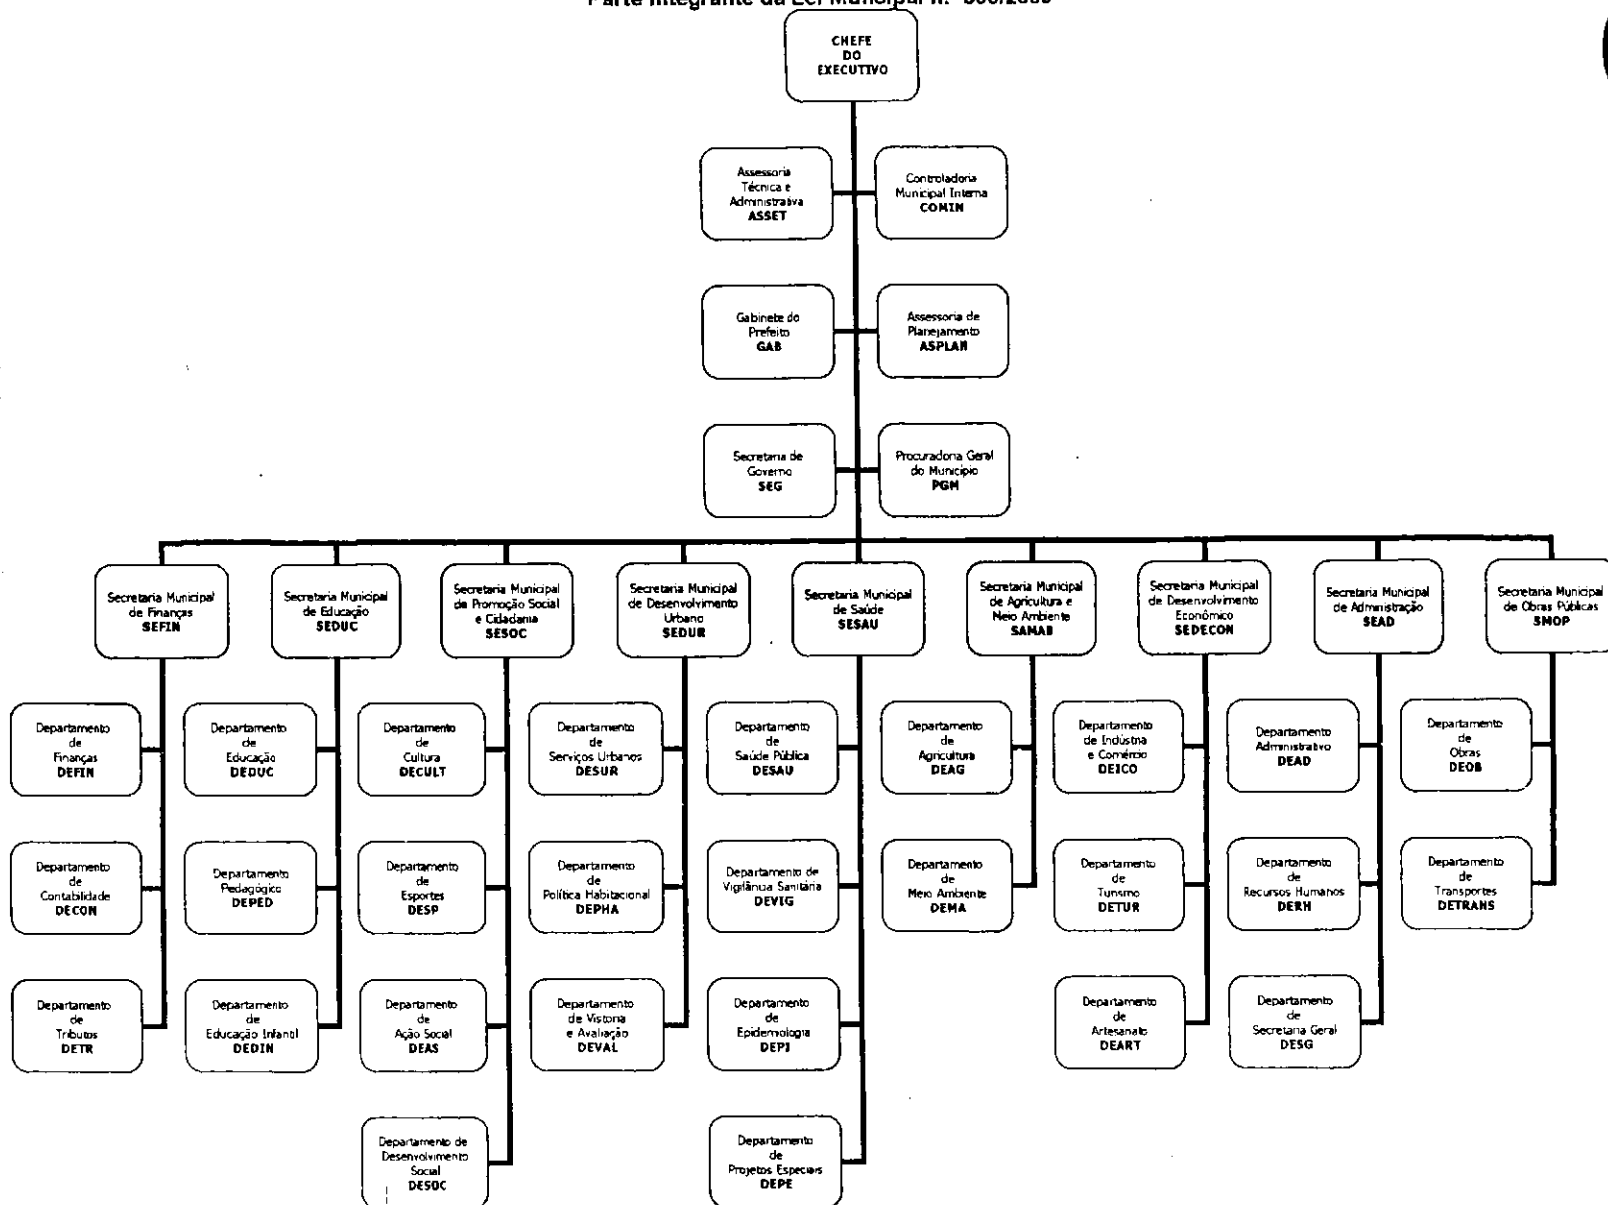 Parte Integrante da Lei Municipal n.º
CHEFE
DO
EXECUTIVO
Assessoria
Técnica e
Administrativa
ASSET
Controladoria
Municipal Interna
COMIN
Gabinete do
Prefeito
GAB
Assessoria de
Planejamento
ASPLAN
Secretaria de
Governo
SEG
Procuradoria Geral
do Município
PGM
Secretaria Municipal
de Finanças
SEFIN
Secretaria Municipal
de Educação
SEDUC
Secretaria Municipal
de Promoção Social
e Cidadania
SESOC
Secretaria Municipal
de Desenvolvimento
Urbano
SEDUR
Secretaria Municipal
de Saúde
SESAU
Secretaria Municipal
de Agricultura e
Meio Ambiente
SAMAB
Secretaria Municipal
de Desenvolvimento
Econômico
SEDECON
Secretaria Municipal
de Administração
SEAD
Secretaria Municipal
de Obras Públicas
SMOP
Departamento
de
Finanças
DEFIN
Departamento
de
Educação
DEDUC
Departamento
de
Cultura
DECULT
Departamento
de
Serviços Urbanos
DESUR
Departamento
de
Saúde Pública
DESAU
Departamento
de
Agricultura
DEAG
Departamento
de Indústria
e Comércio
DEICO
Departamento
Administrativo
DEAD
Departamento
de
Obras
DEOB
Departamento
de
Contabilidade
DECON
Departamento
Pedagógico
DEPED
Departamento
de
Esportes
DESP
Departamento
de
Política Habitacional
DEPHA
Departamento de
Vigilância Sanitária
DEVIG
Departamento
de
Meio Ambiente
DEMA
Departamento
de
Turismo
DETUR
Departamento
de
Recursos Humanos
DERH
Departamento
de
Transportes
DETRANS
Departamento
de
Tributos
DETR
Departamento
de
Educação Infantil
DEDIN
Departamento
de
Ação Social
DEAS
Departamento
de Vistoria
e Avaliação
DEVAL
Departamento
de
Epidemologia
DEPI
Departamento
de
Artesanato
DEART
Departamento
de
Secretaria Geral
DESG
Departamento de
Desenvolvimento
Social
DESOC
Departamento
de
Projetos Especiais
DEPE